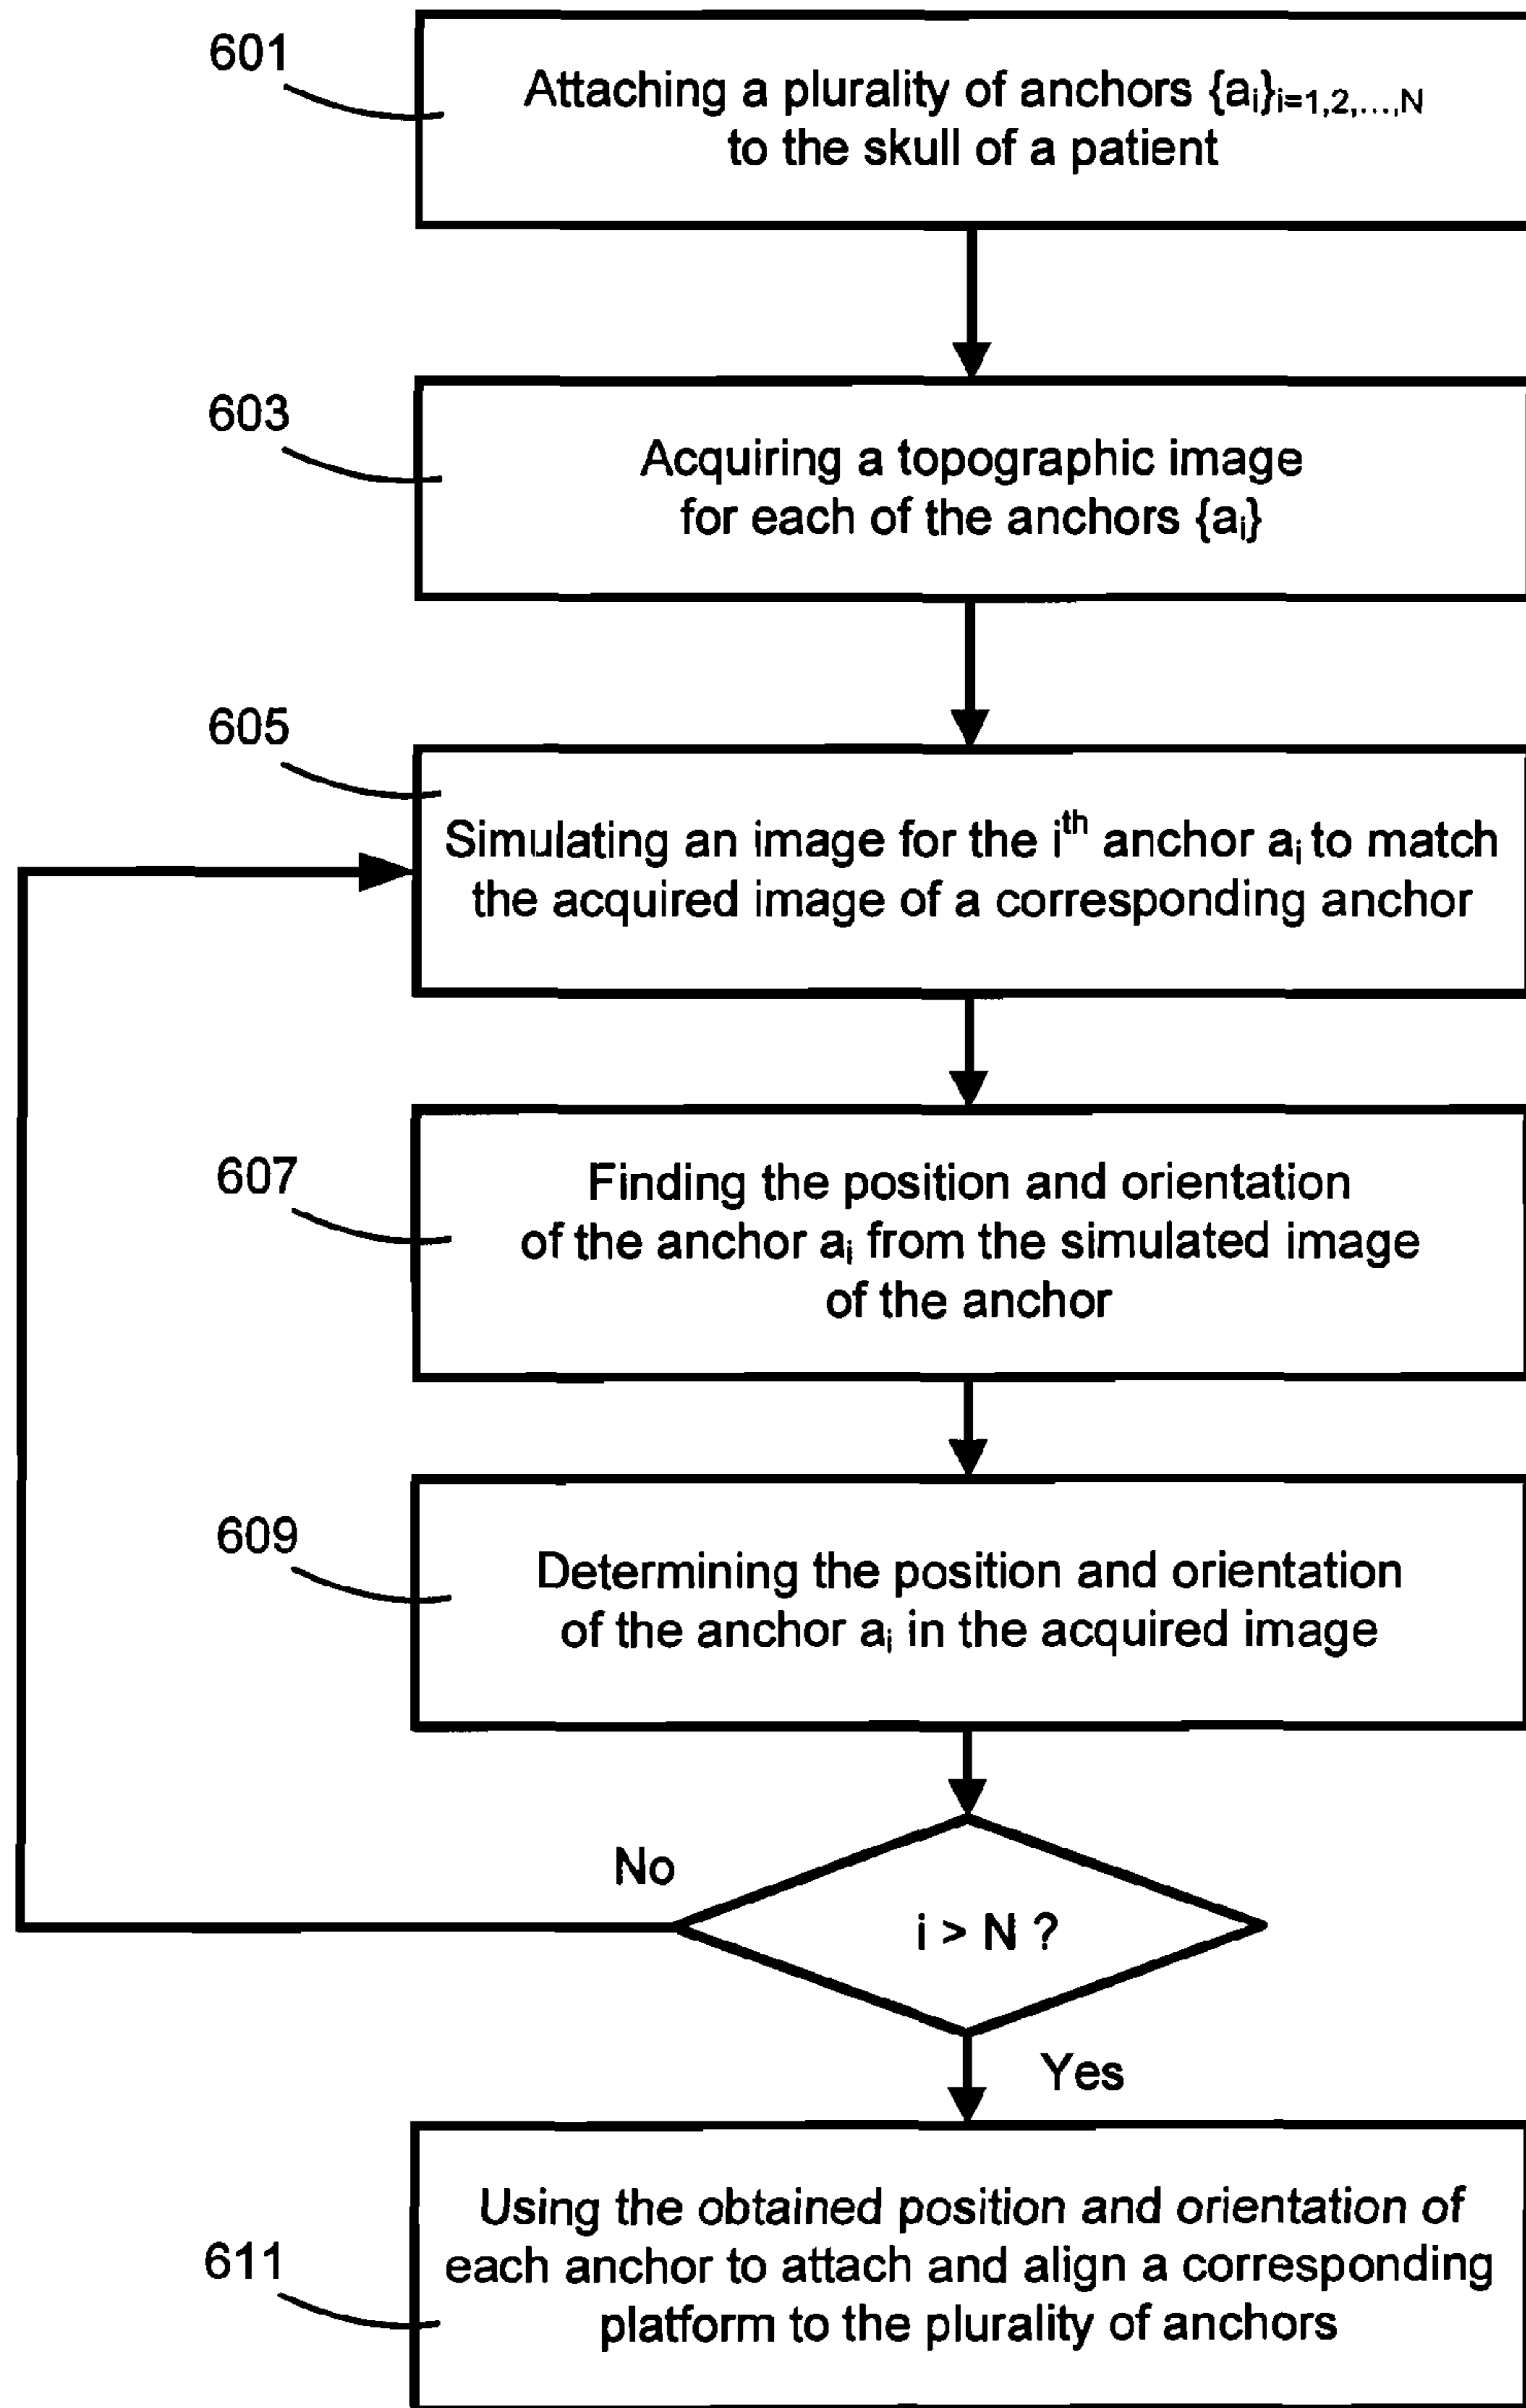 601
Attaching a plurality of anchors {aᵢ}ᵢ₌₁,₂,...,N
to the skull of a patient
603
Acquiring a topographic image
for each of the anchors {aᵢ}
605
Simulating an image for the iᵗʰ anchor aᵢ to match
the acquired image of a corresponding anchor
607
Finding the position and orientation
of the anchor aᵢ from the simulated image
of the anchor
609
Determining the position and orientation
of the anchor aᵢ in the acquired image
No
i > N ?
Yes
611
Using the obtained position and orientation of
each anchor to attach and align a corresponding
platform to the plurality of anchors